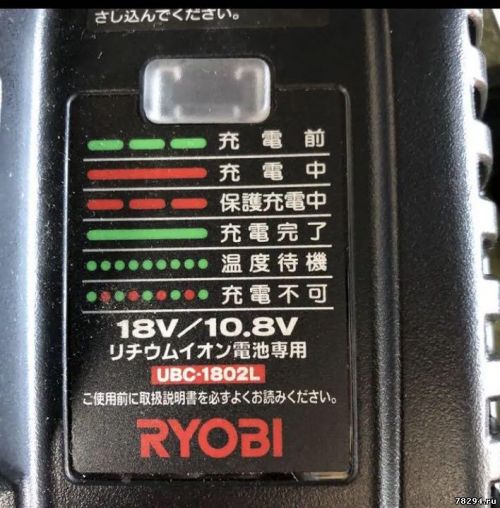 さし込んでください。
充電前
充電中
保護充電中
充電完了
温度待機
充電不可
18V/10.8V
リチウムイオン電池専用
UBC-1802L
ご使用前に取扱説明書を必ずよくお読みください。
RYOBI
78294.ru